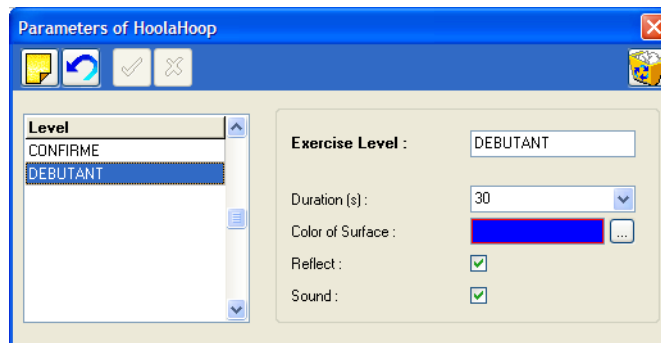 Parameters of HoolaHoop
Level
CONFIRME
DEBUTANT
Exercise Level : DEBUTANT
Duration (s) : 30
Color of Surface : ...
Reflect :
Sound :